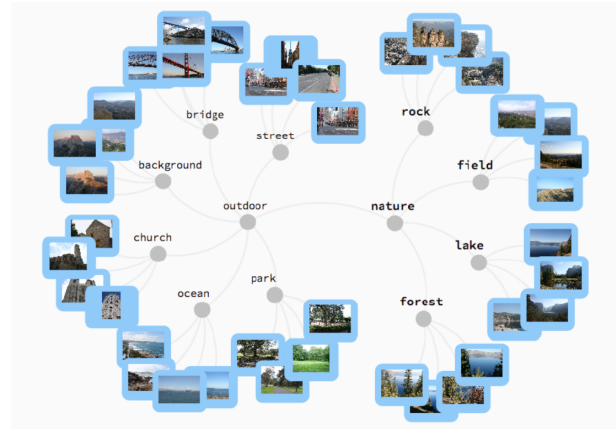 bridge
street
rock
background
field
outdoor
nature
church
lake
park
ocean
forest